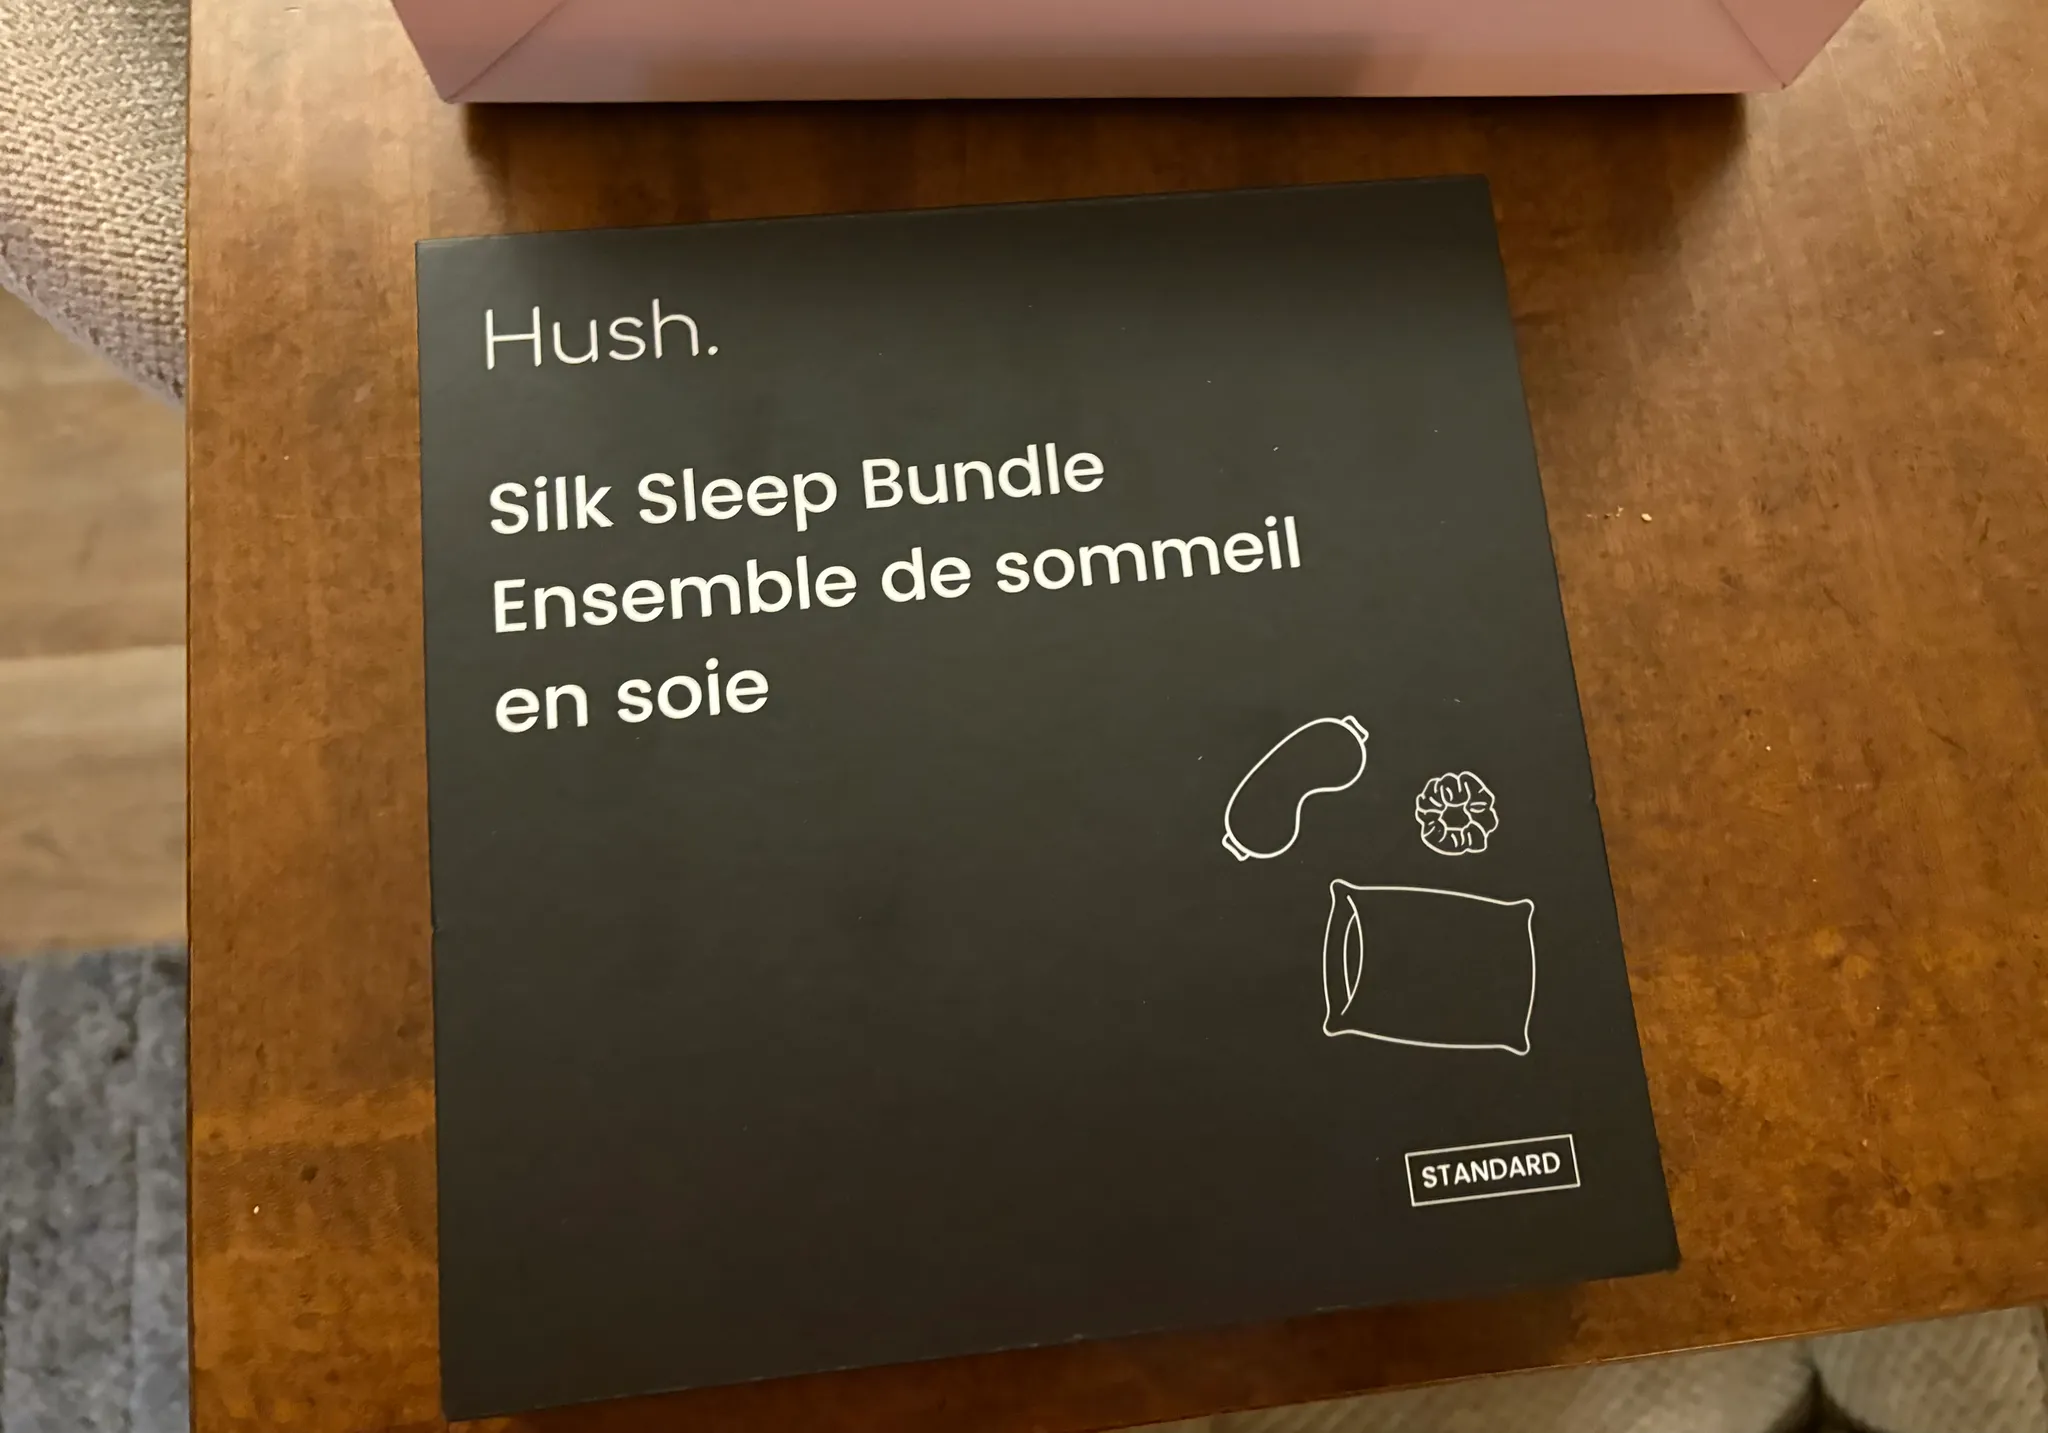 Hush.
Silk Sleep Bundle
Ensemble de sommeil
en soie
STANDARD